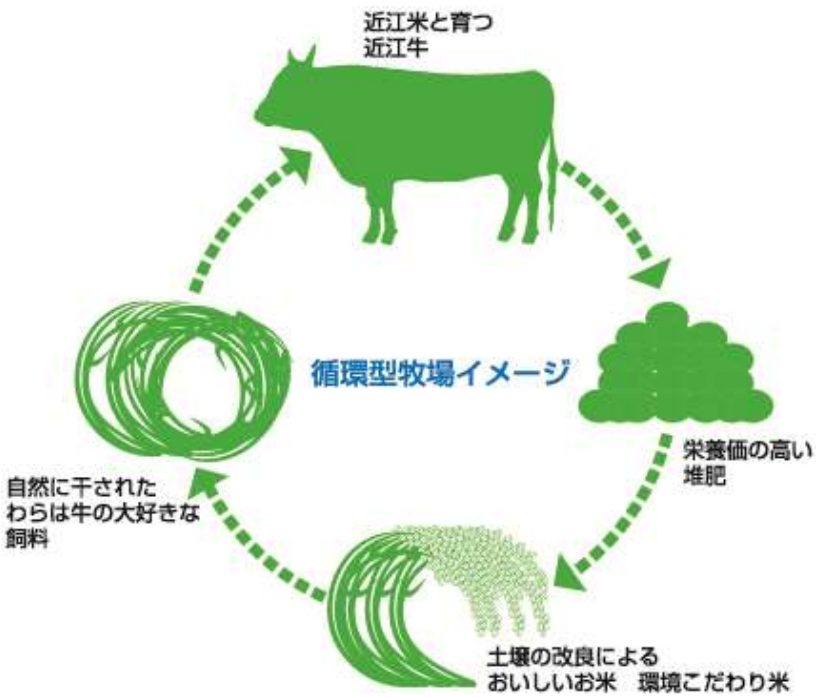 近江米と育つ
近江牛
循環型牧場イメージ
栄養価の高い
堆肥
自然に干された
わらは牛の大好きな
飼料
土壌の改良による
おいしいお米　環境こだわり米